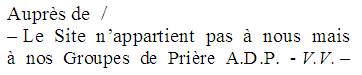 Auprès de /
– Le Site n’appartient pas à nous mais
à nos Groupes de Prière A.D.P. - V.V. –